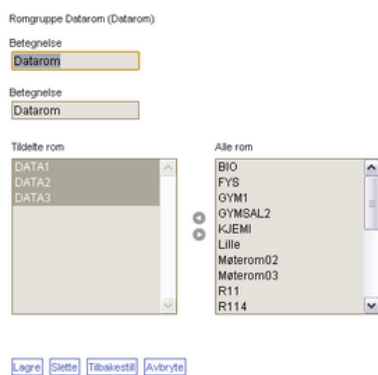 Romgruppe Datarom (Datarom)
Betegnelse
Datarom
Betegnelse
Datarom
Tildelte rom
DATA1
DATA2
DATA3
Alle rom
BIO
FYS
GYM1
GYMSAL2
KJEMI
Lille
Møterom02
Møterom03
R11
R114
Lagre Slette Tilbakestill Avbryte